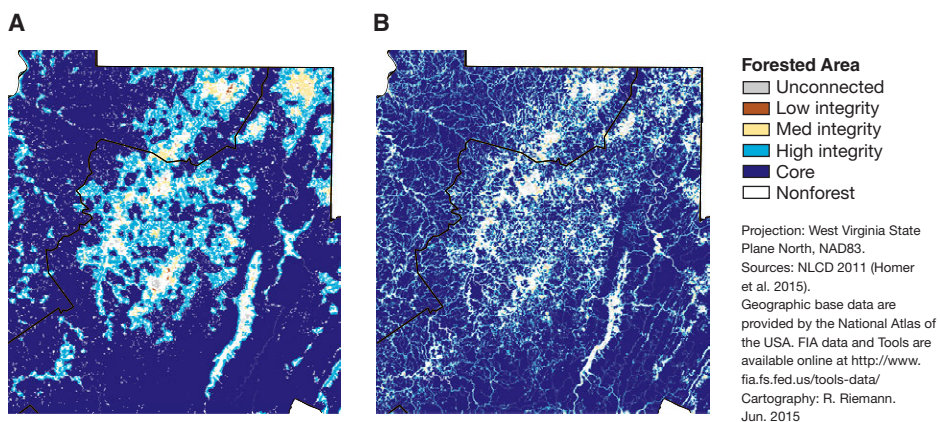 A
B
Forested Area
Unconnected
Low integrity
Med integrity
High integrity
Core
Nonforest
Projection: West Virginia State
Plane North, NAD83.
Sources: NLCD 2011 (Homer
et al. 2015).
Geographic base data are
provided by the National Atlas of
the USA. FIA data and Tools are
available online at http://www.
fia.fs.fed.us/tools-data/
Cartography: R. Riemann.
Jun. 2015